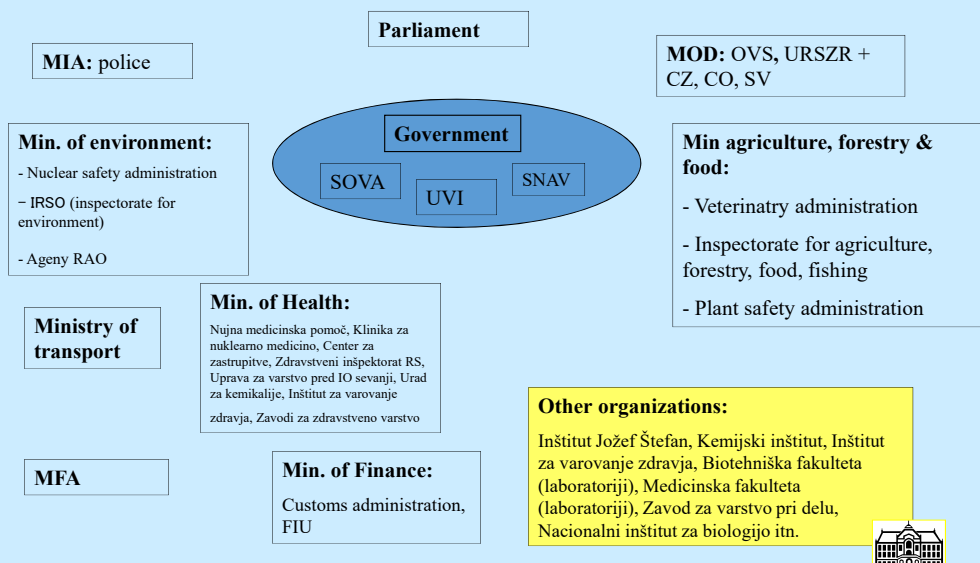 Parliament
MIA: police
MOD: OVS, URSZR +
CZ, CO, SV
Government
SOVA
UVI
SNAV
Min. of environment:
- Nuclear safety administration
– IRSO (inspectorate for
environment)
- Ageny RAO
Min agriculture, forestry &
food:
- Veterinatry administration
- Inspectorate for agriculture,
forestry, food, fishing
- Plant safety administration
Ministry of
transport
Min. of Health:
Nujna medicinska pomoč, Klinika za
nuklearno medicino, Center za
zastrupitve, Zdravstveni inšpektorat RS,
Uprava za varstvo pred IO sevanji, Urad
za kemikalije, Inštitut za varovanje
zdravja, Zavodi za zdravstveno varstvo
Other organizations:
Inštitut Jožef Štefan, Kemijski inštitut, Inštitut
za varovanje zdravja, Biotehniška fakulteta
(laboratoriji), Medicinska fakulteta
(laboratoriji), Zavod za varstvo pri delu,
Nacionalni inštitut za biologijo itn.
MFA
Min. of Finance:
Customs administration,
FIU